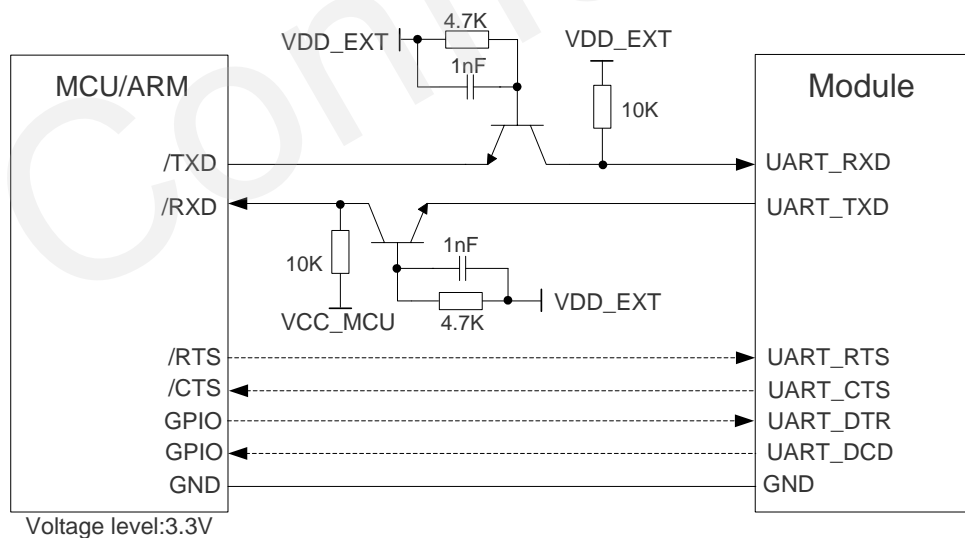 4.7K
VDD_EXT
VDD_EXT
1nF
MCU/ARM
Module
10K
/TXD
UART_RXD
/RXD
UART_TXD
1nF
10K
VDD_EXT
VCC_MCU
4.7K
/RTS
UART_RTS
/CTS
UART_CTS
GPIO
UART_DTR
GPIO
UART_DCD
GND
GND
Voltage level:3.3V